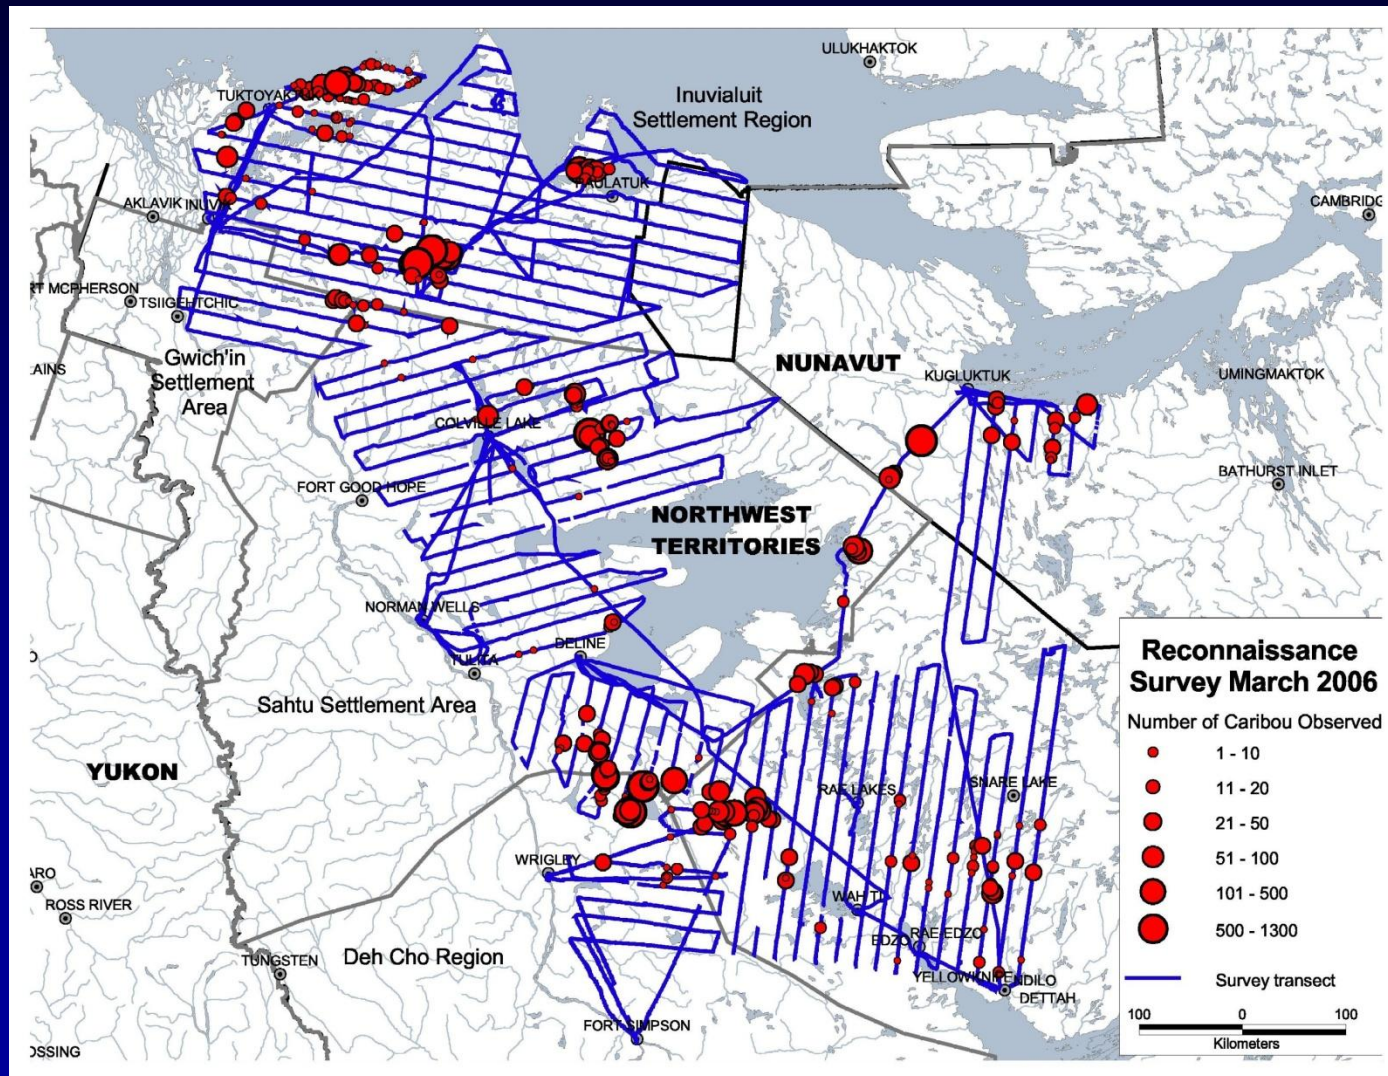 ULUKHAKTOK
Inuvialuit
Settlement Region
TUKTOYAKTUK
PAULATUK
AKLAVIK
INUVIK
CAMBRIDG
RT MCPHERSON
TSIIGEHTCHIC
Gwich'in
Settlement
Area
AINS
NUNAVUT
KUGLUKTUK
UMINGMAKTOK
COLVILLE LAKE
BATHURST INLET
FORT GOOD HOPE
NORTHWEST
TERRITORIES
NORMAN WELLS
DELINE
TULITA
Sahtu Settlement Area
YUKON
RAE LAKES
SNARE LAKE
WRIGLEY
ARO
ROSS RIVER
WAH TI
EDZO
RAE-EDZO
TUNGSTEN
Deh Cho Region
YELLOWKNIFE
NDILO
DETTAH
FORT SIMPSON
OSSING
Reconnaissance
Survey March 2006
Number of Caribou Observed
1 - 10
11 - 20
21 - 50
51 - 100
101 - 500
500 - 1300
Survey transect
100 0 100
Kilometers